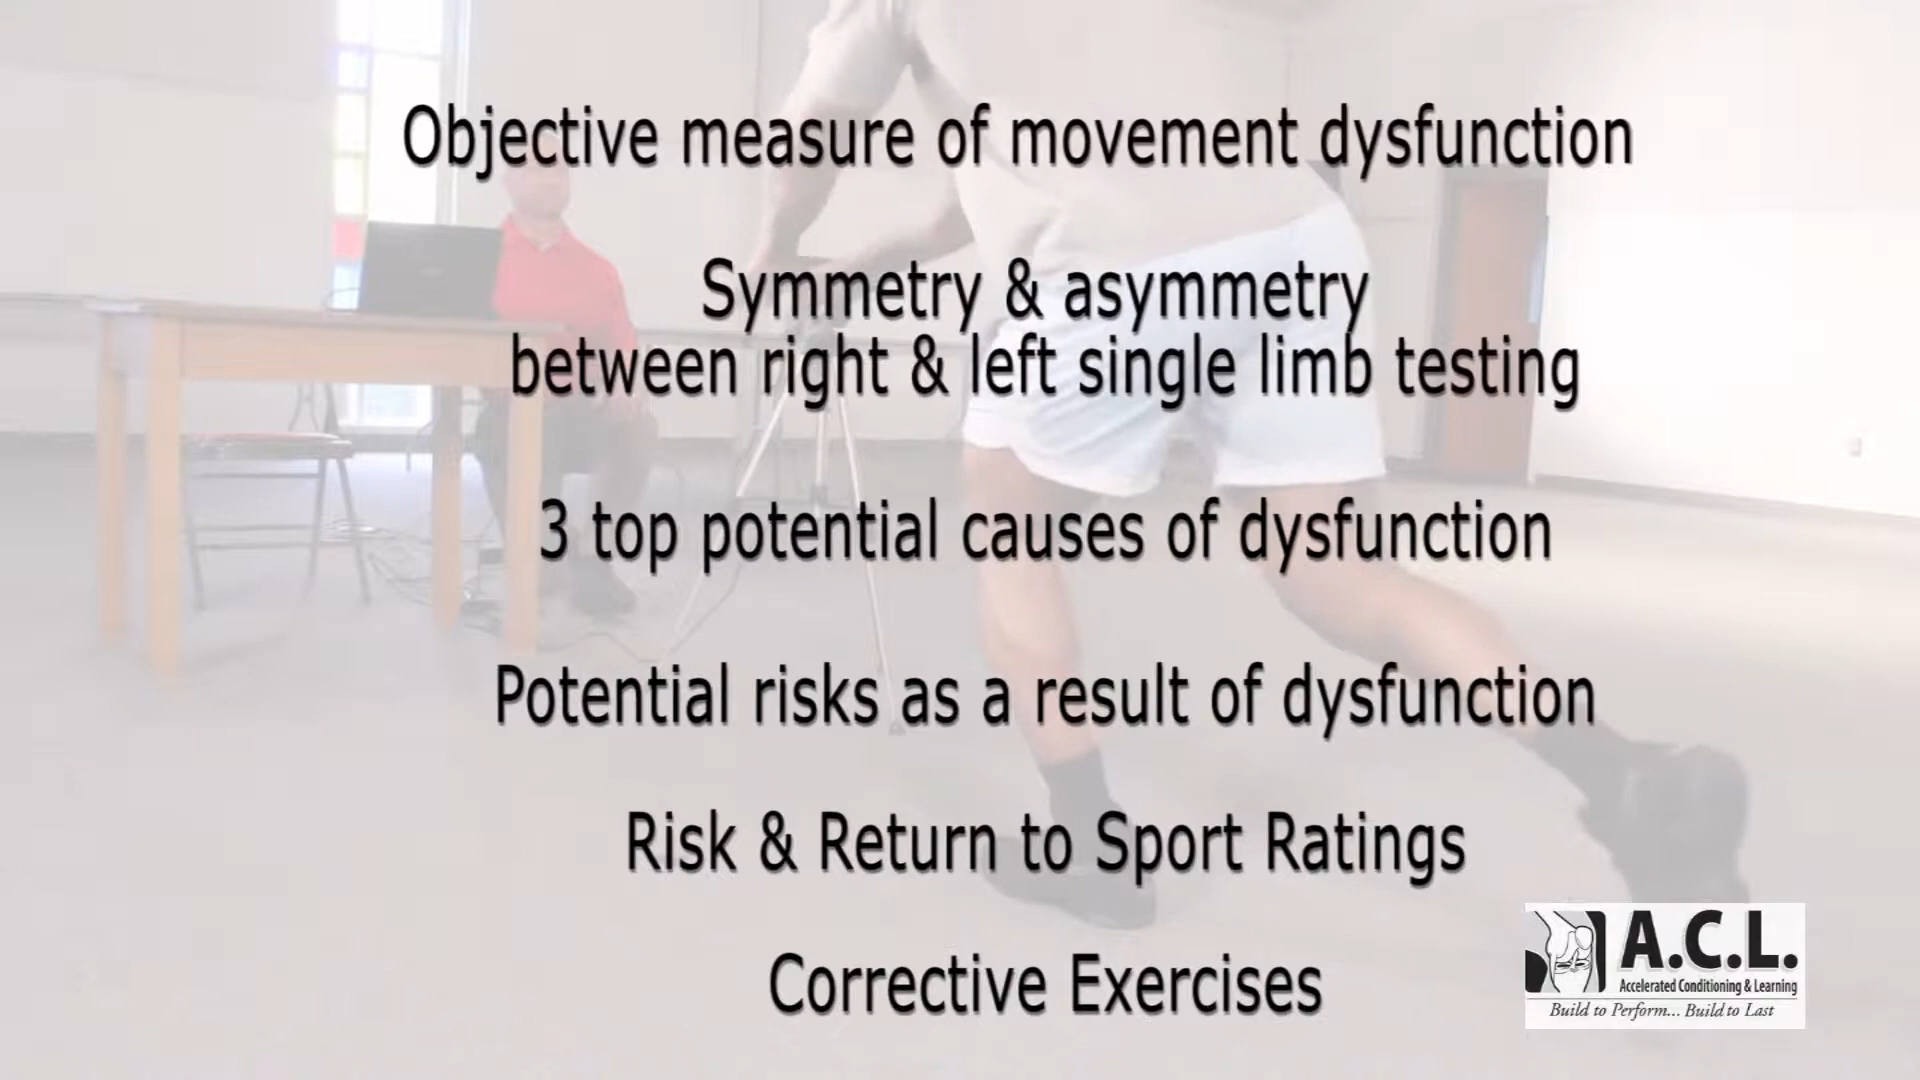 Objective measure of movement dysfunction
Symmetry & asymmetry
between right & left single limb testing
3 top potential causes of dysfunction
Potential risks as a result of dysfunction
Risk & Return to Sport Ratings
Corrective Exercises
A.C.L.
Accelerated Conditioning & Learning
Build to Perform... Build to Last